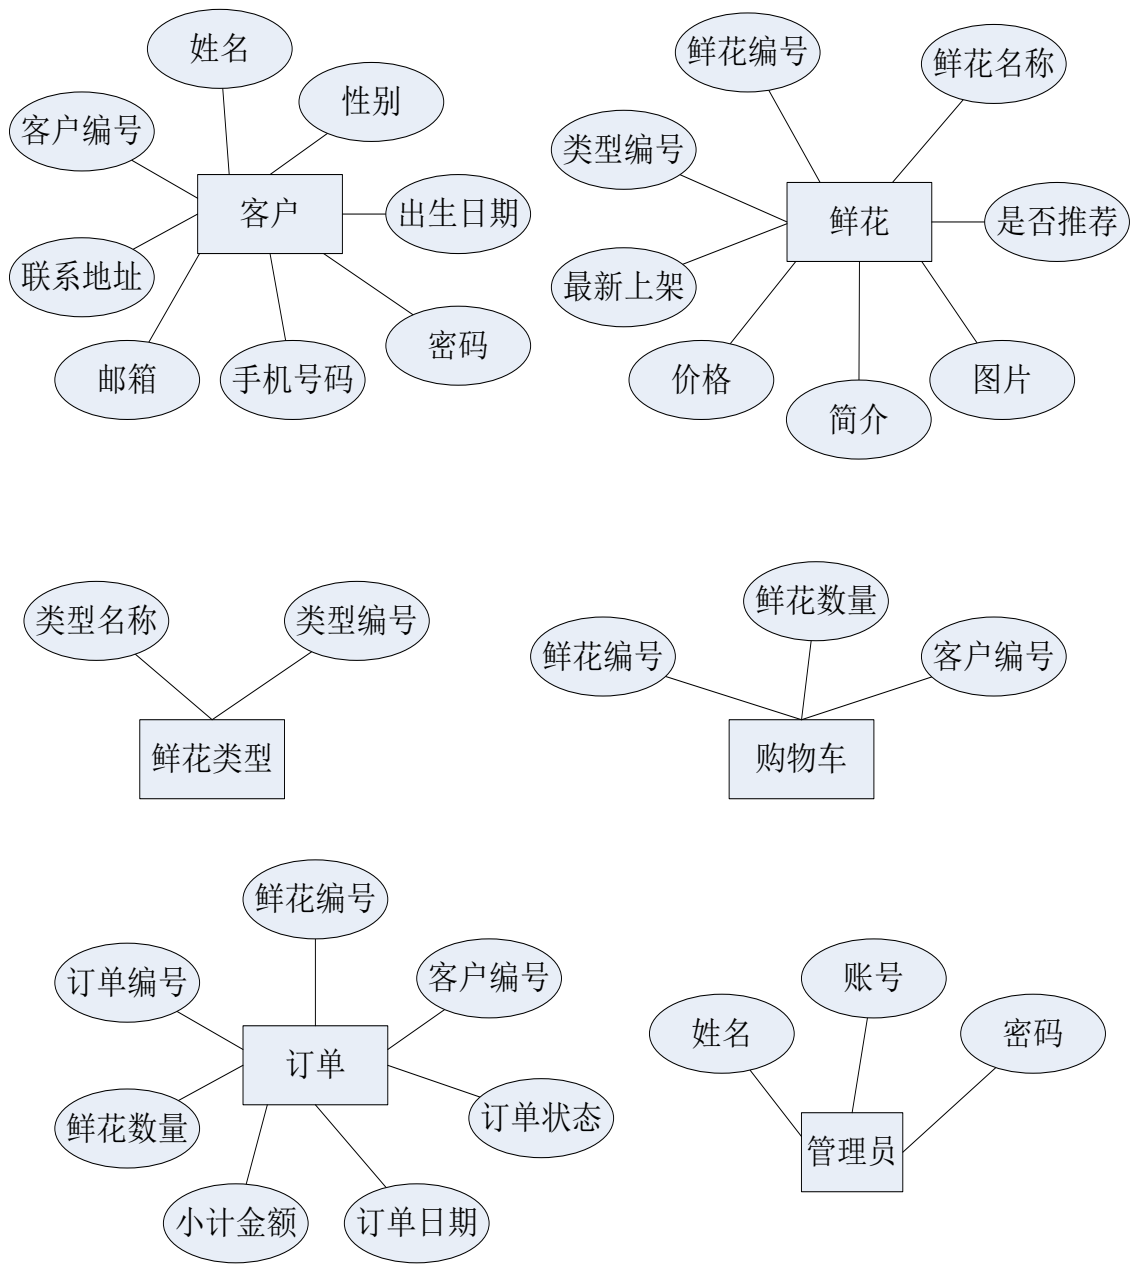 姓名
性别
客户编号
客户
出生日期
联系地址
邮箱
手机号码
密码
鲜花编号
鲜花名称
类型编号
鲜花
是否推荐
最新上架
价格
简介
图片
类型名称
类型编号
鲜花类型
鲜花数量
鲜花编号
客户编号
购物车
鲜花编号
订单编号
客户编号
订单
鲜花数量
订单状态
小计金额
订单日期
账号
姓名
密码
管理员